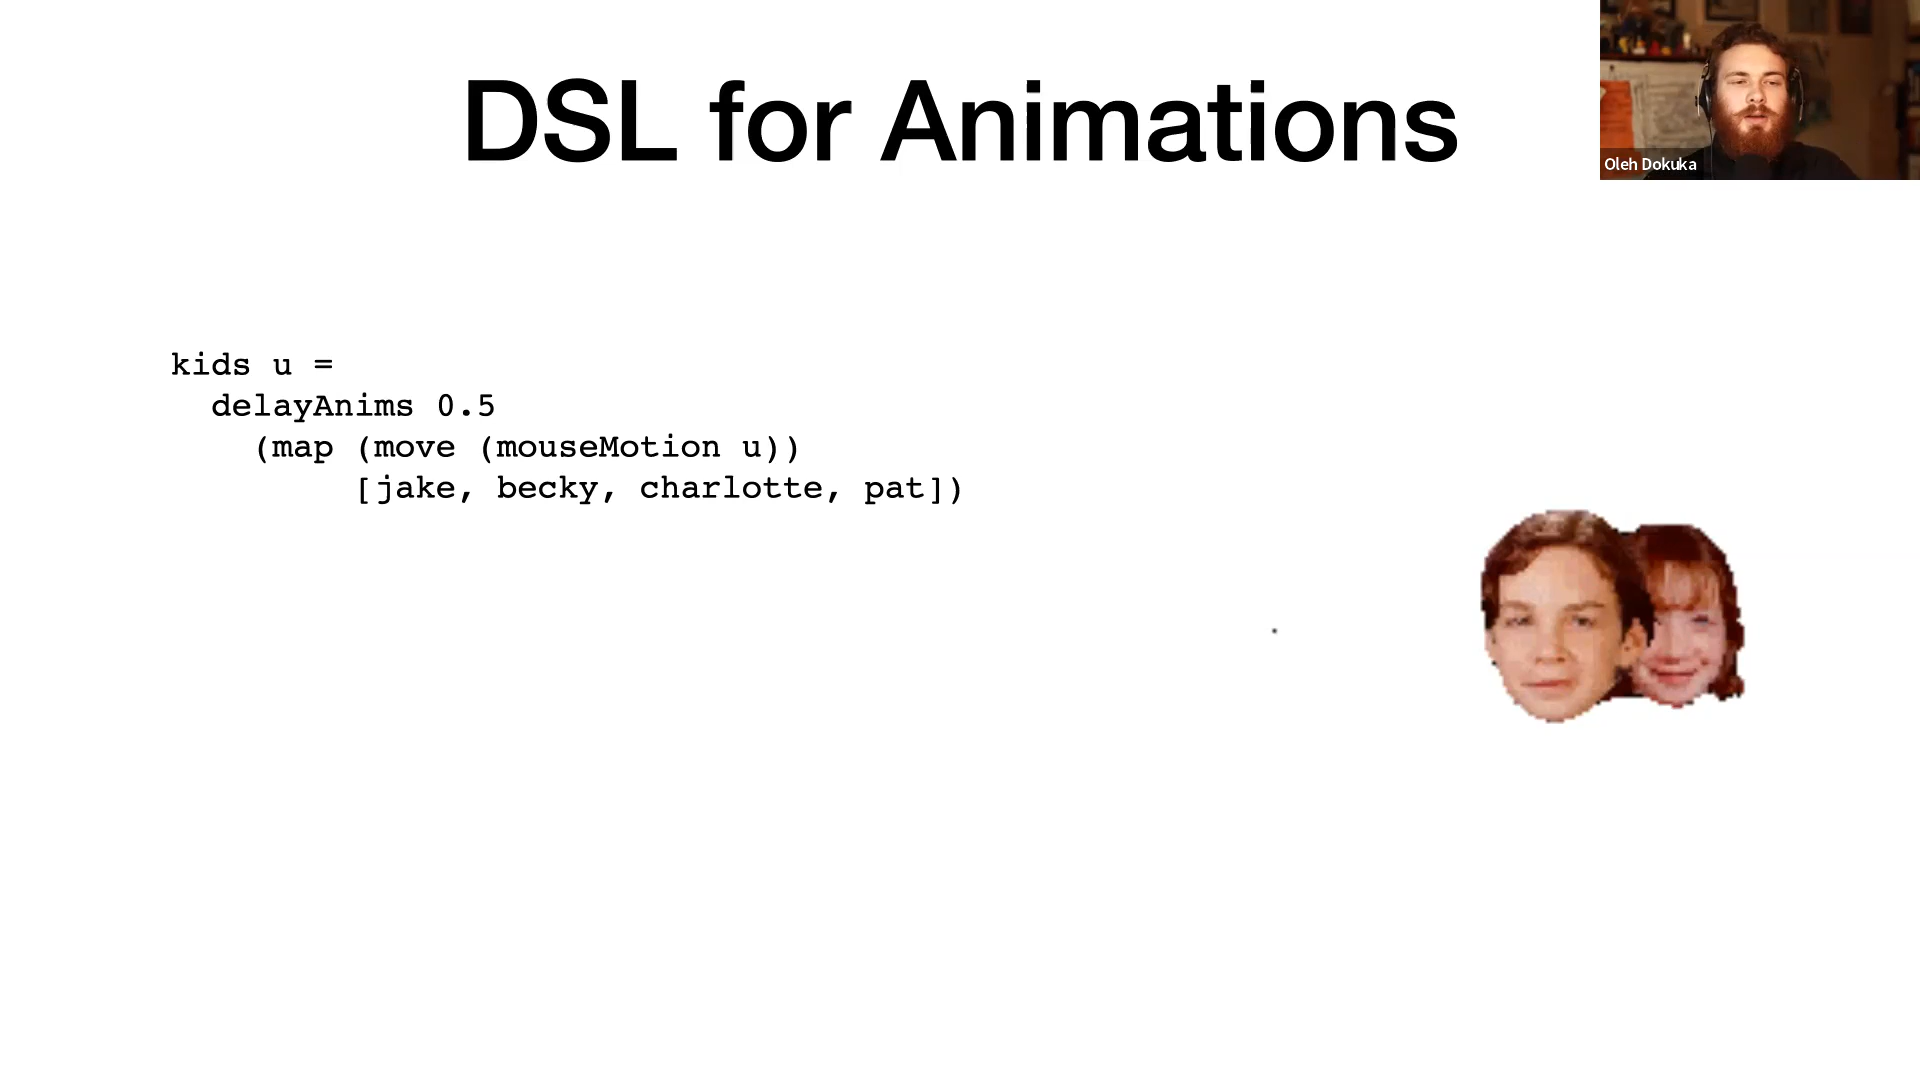 DSL for Animations
Oleh Dokuka
kids u =
delayAnims 0.5
(map (move (mouseMotion u))
[jake, becky, charlotte, pat])